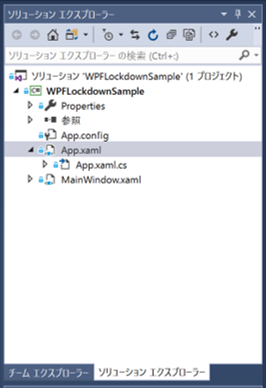 ソリューション エクスプローラー
ソリューション エクスプローラー の検索 (Ctrl+;)
ソリューション 'WPFLockdownSample' (1 プロジェクト)
C# WPFLockdownSample
Properties
参照
App.config
App.xaml
App.xaml.cs
MainWindow.xaml
チーム エクスプローラー ソリューション エクスプローラー